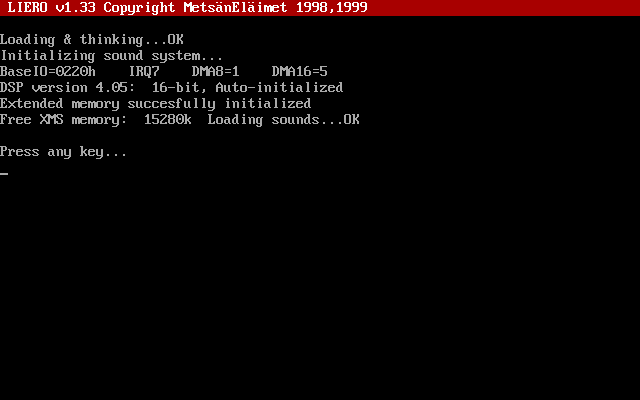 LIERO v1.33 Copyright MetsänEläimet 1998,1999
Loading & thinking...OK
Initializing sound system...
BaseIO=0220h    IRQ7    DMA8=1    DMA16=5
DSP version 4.05:  16-bit, Auto-initialized
Extended memory succesfully initialized
Free XMS memory:  15280k  Loading sounds...OK
Press any key...